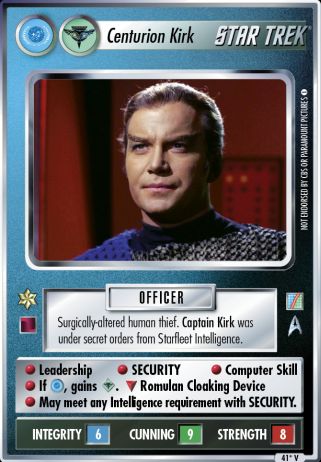 Centurion Kirk STAR TREK®
NOT ENDORSED BY CBS OR PARAMOUNT PICTURES
OFFICER
Surgically-altered human thief. Captain Kirk was
under secret orders from Starfleet Intelligence.
Leadership SECURITY Computer Skill
If , gains . Romulan Cloaking Device
May meet any Intelligence requirement with SECURITY.
INTEGRITY 6 CUNNING 9 STRENGTH 8
41* V